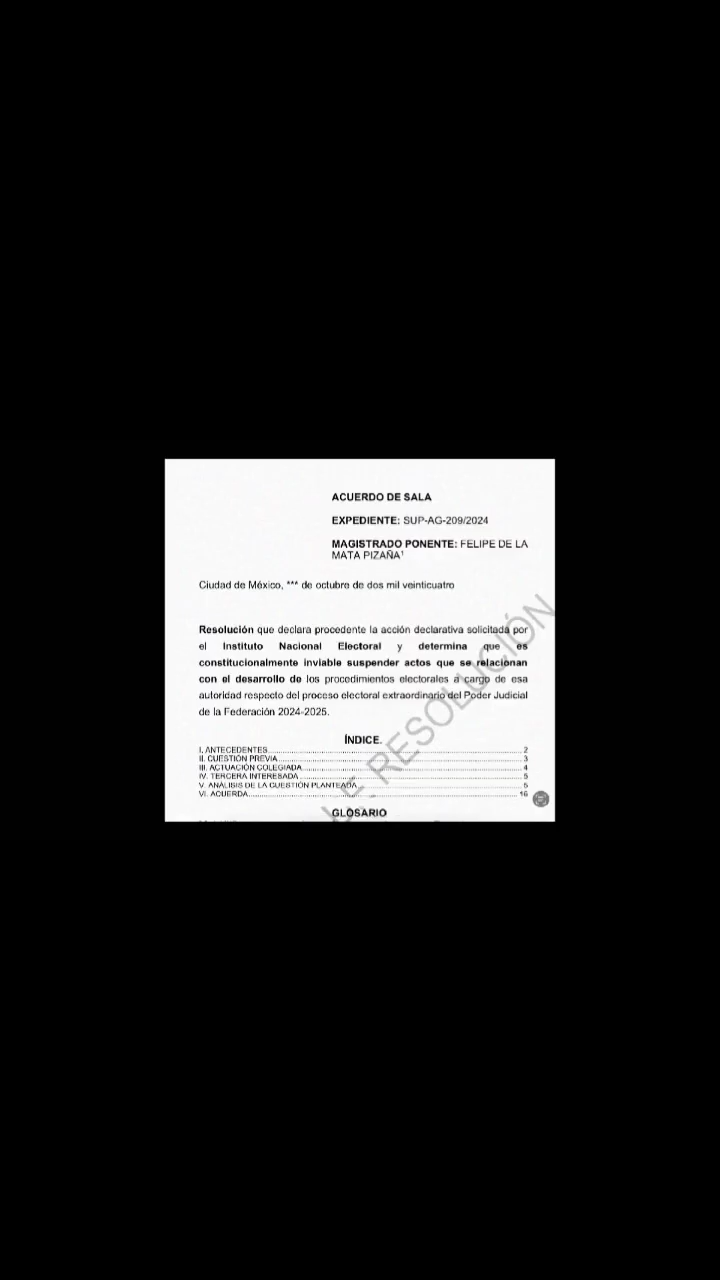 ACUERDO DE SALA
EXPEDIENTE: SUP-AG-209/2024
MAGISTRADO PONENTE: FELIPE DE LA
MATA PIZAÑA¹
Ciudad de México, *** de octubre de dos mil veinticuatro
Resolución que declara procedente la acción declarativa solicitada por
el Instituto Nacional Electoral y determina que es
constitucionalmente inviable suspender actos que se relacionan
con el desarrollo de los procedimientos electorales a cargo de esa
autoridad respecto del proceso electoral extraordinario del Poder Judicial
de la Federación 2024-2025.
ÍNDICE
I. ANTECEDENTES 2
II. CUESTIÓN PREVIA 3
III. ACTUACIÓN COLEGIADA 4
IV. TERCERA INTERESADA 5
V. ANÁLISIS DE LA CUESTIÓN PLANTEADA 5
VI. ACUERDA 16
GLOSARIO
RESOLUCIÓN